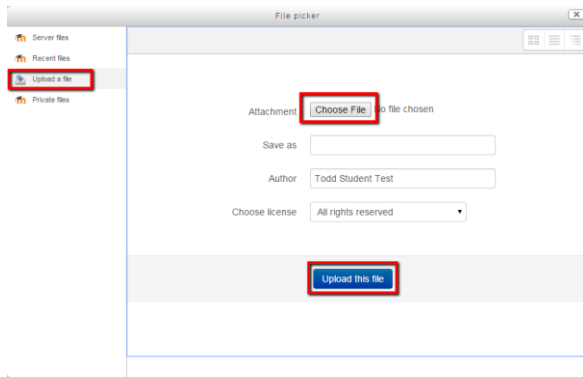 File picker
Server files
Recent files
Upload a file
Private files
Attachment Choose File No file chosen
Save as
Author Todd Student Test
Choose license All rights reserved
Upload this file